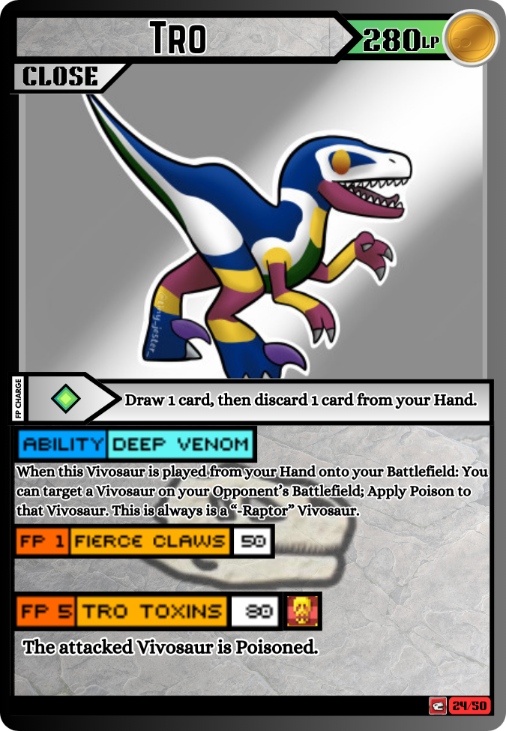 TRO
280LP
CLOSE
FP CHARGE
Draw 1 card, then discard 1 card from your Hand.
ABILITY DEEP VENOM
When this Vivosaur is played from your Hand onto your Battlefield: You
can target a Vivosaur on your Opponent's Battlefield; Apply Poison to
that Vivosaur. This is always is a "-Raptor" Vivosaur.
FP 1 FIERCE CLAWS 50
FP 5 TRO TOXINS 80
The attacked Vivosaur is Poisoned.
24/50